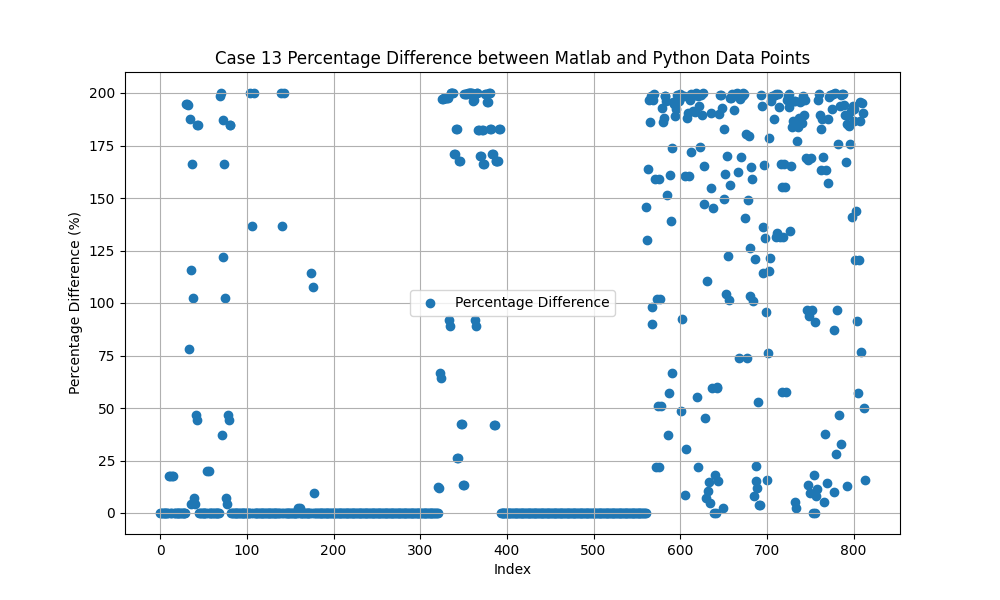 Case 13 Percentage Difference between Matlab and Python Data Points
Percentage Difference (%)
200
175
150
125
100
75
50
25
0
Percentage Difference
0 100 200 300 400 500 600 700 800
Index